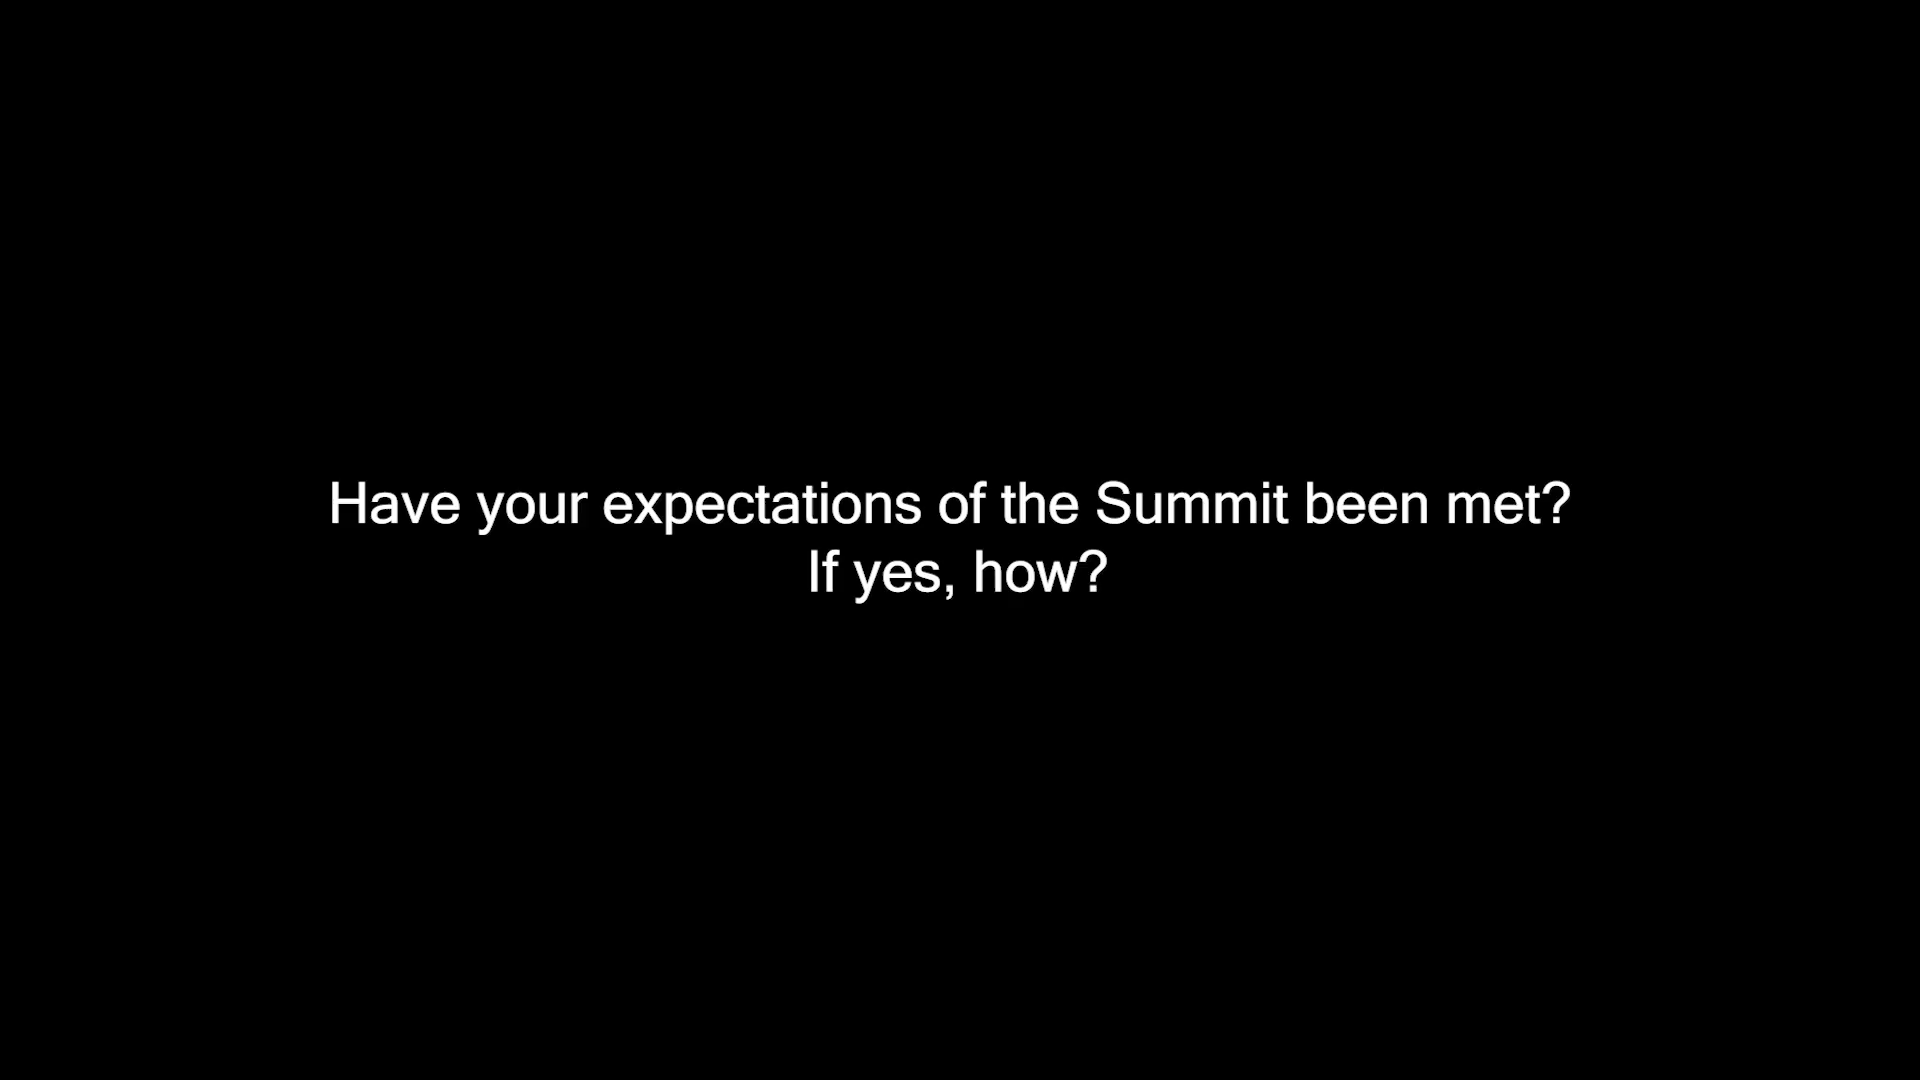 Have your expectations of the Summit been met?
If yes, how?